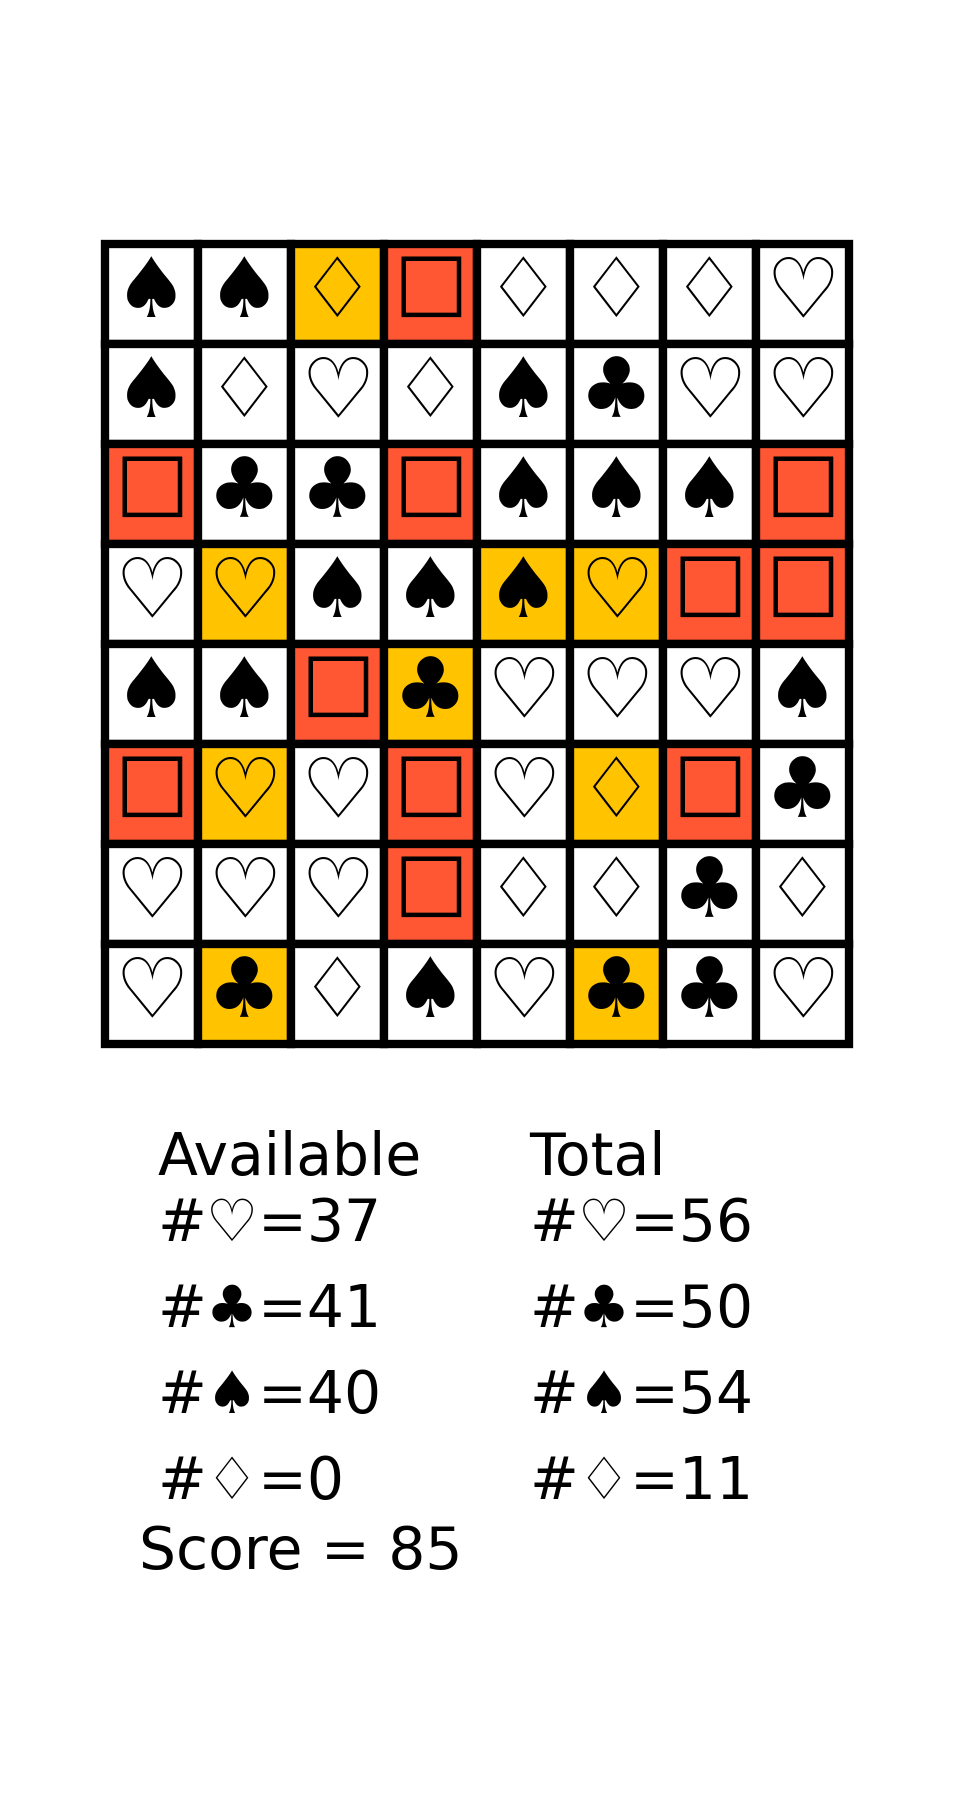 ♠ ♠ ♢ □ ♢ ♢ ♢ ♡
♠ ♢ ♡ ♢ ♠ ♣ ♡ ♡
□ ♣ ♣ □ ♠ ♠ ♠ □
♡ ♡ ♠ ♠ ♠ ♡ □ □
♠ ♠ □ ♣ ♡ ♡ ♡ ♠
□ ♡ ♡ □ ♡ ♢ □ ♣
♡ ♡ ♡ □ ♢ ♢ ♣ ♢
♡ ♣ ♢ ♠ ♡ ♣ ♣ ♡
Available Total
#♡=37 #♡=56
#♣=41 #♣=50
#♠=40 #♠=54
#♢=0 #♢=11
Score = 85